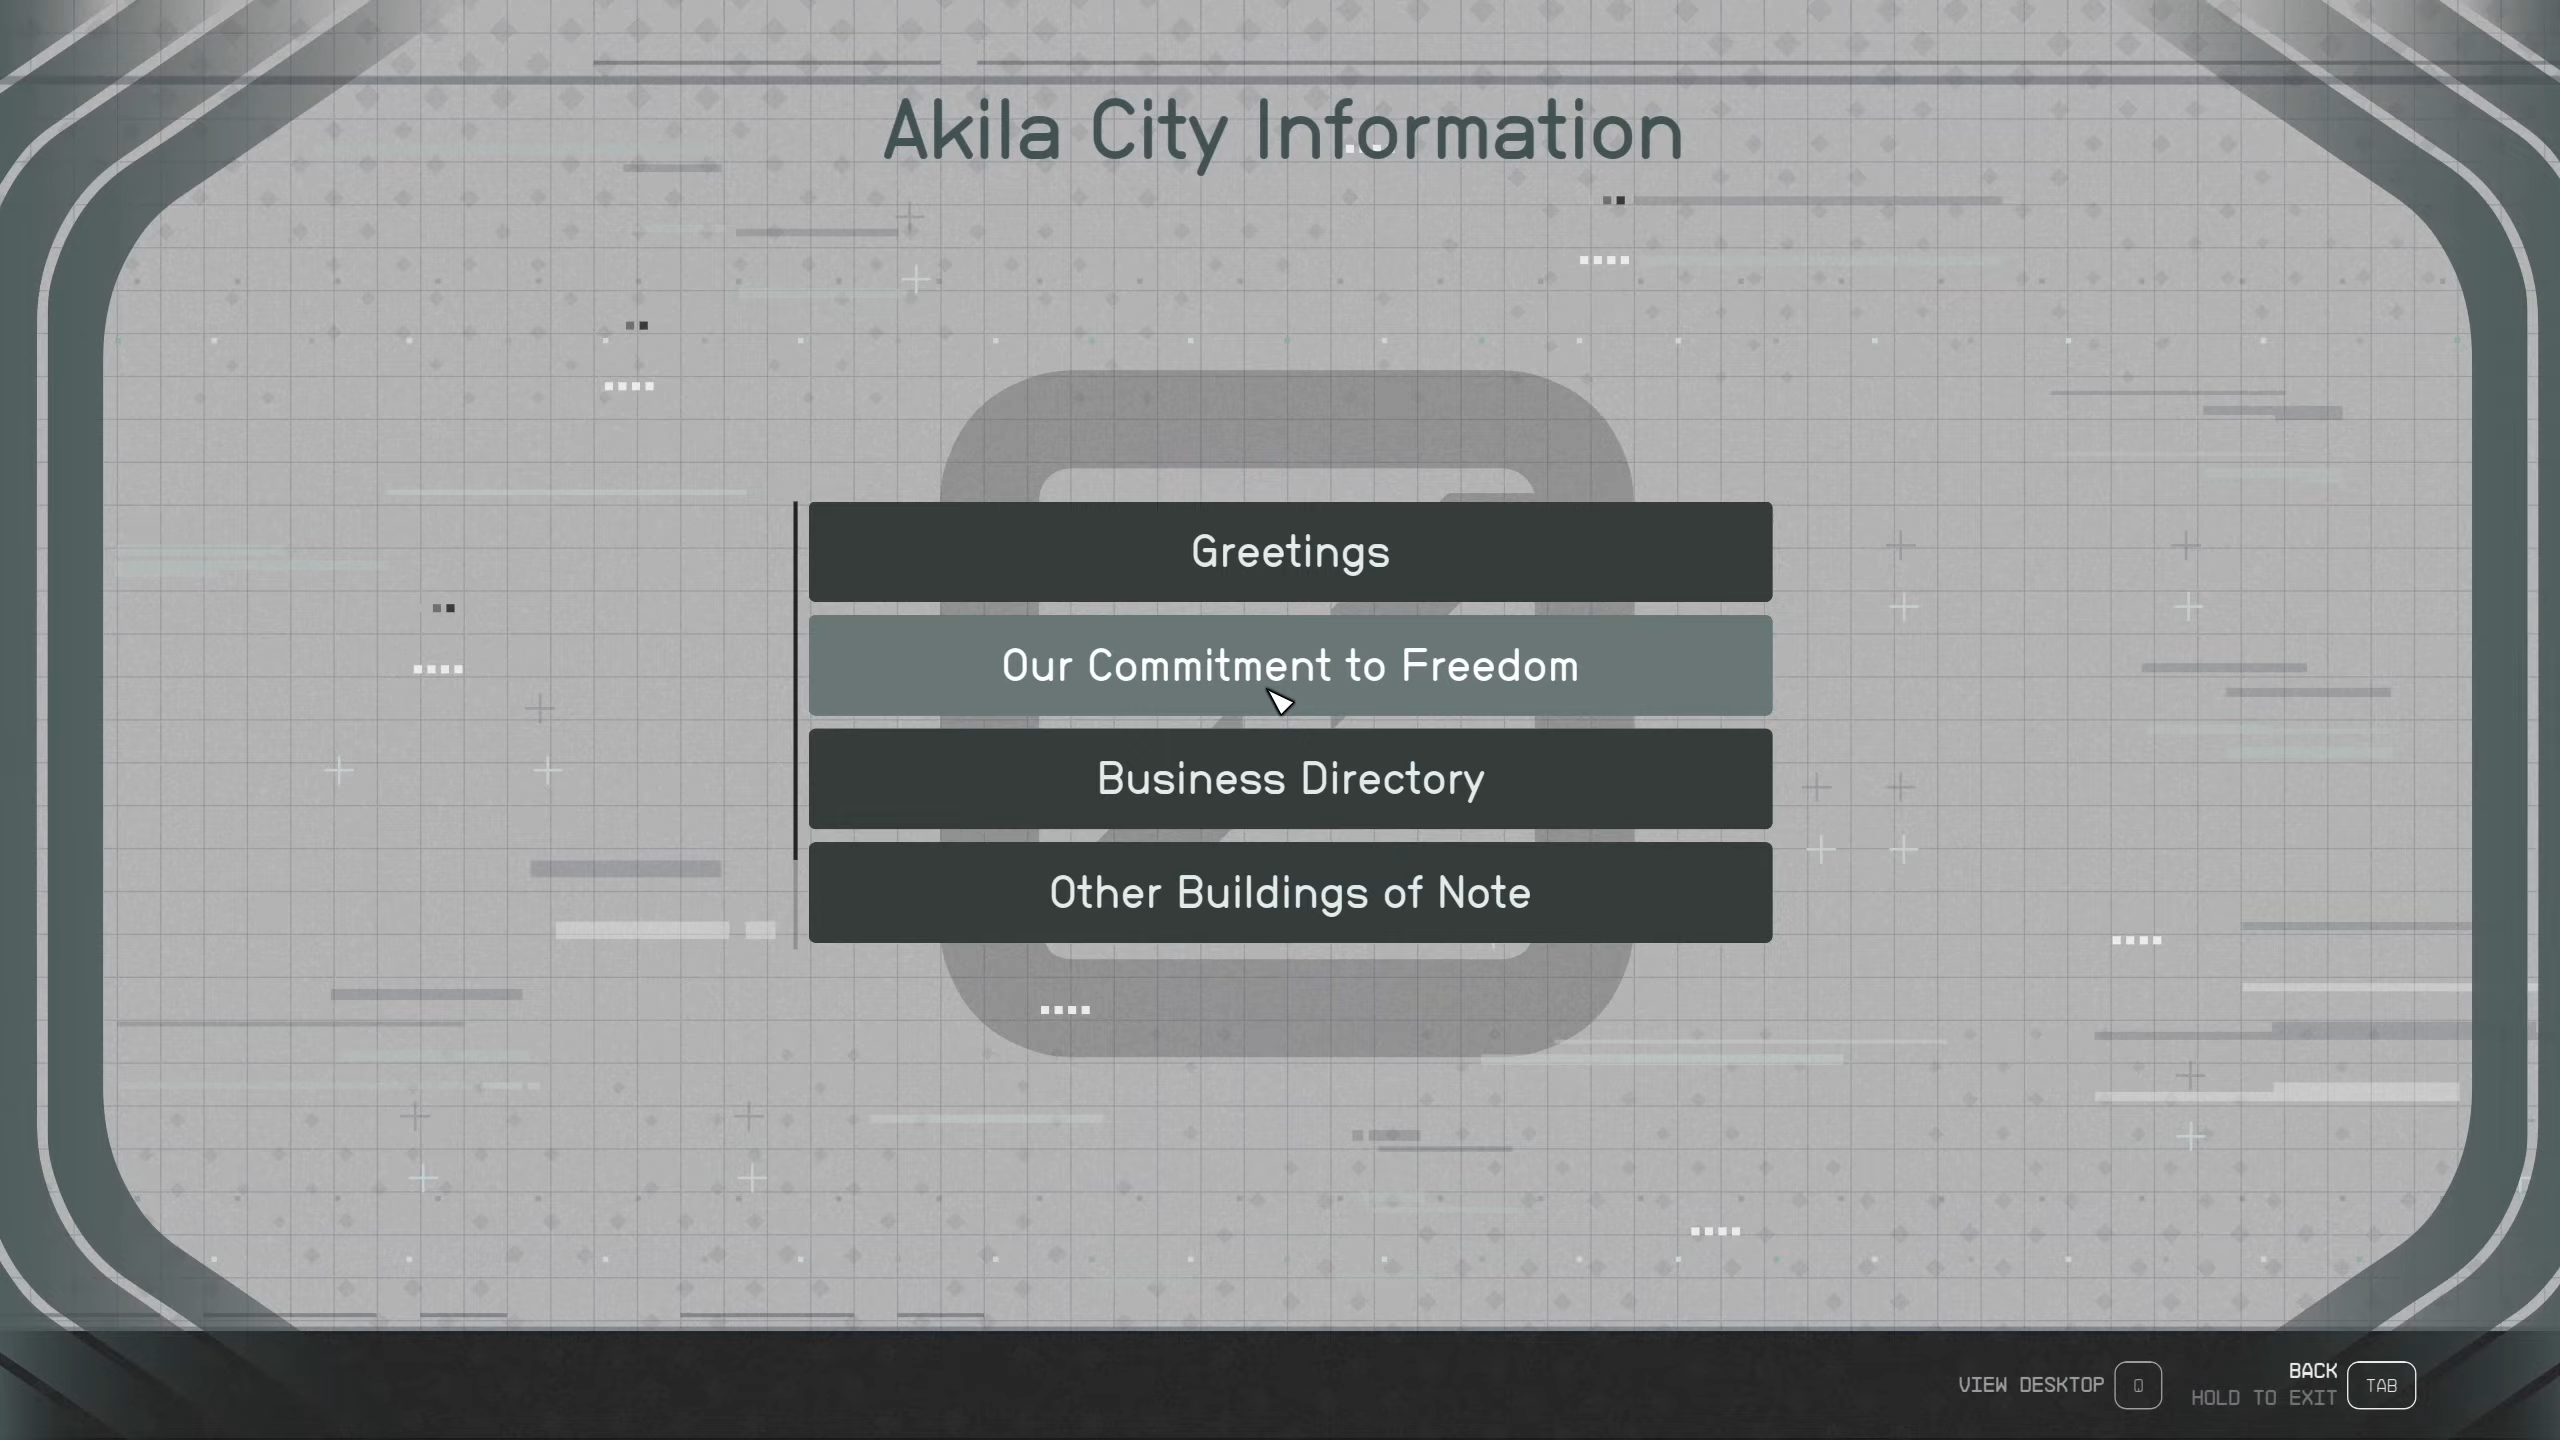 Akila City Information
Greetings
Our Commitment to Freedom
Business Directory
Other Buildings of Note
VIEW DESKTOP
BACK
HOLD TO EXIT
TAB